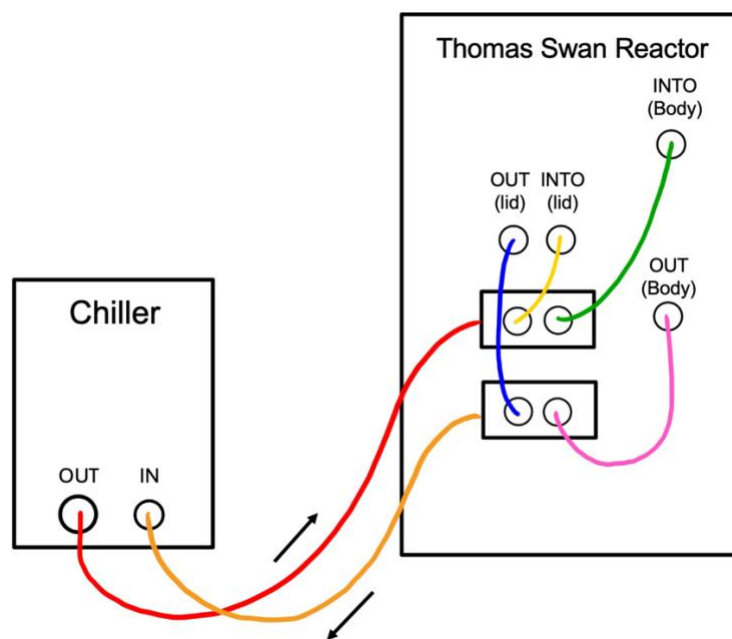 Thomas Swan Reactor
INTO
(Body)
OUT
(lid)
INTO
(lid)
OUT
(Body)
Chiller
OUT
IN